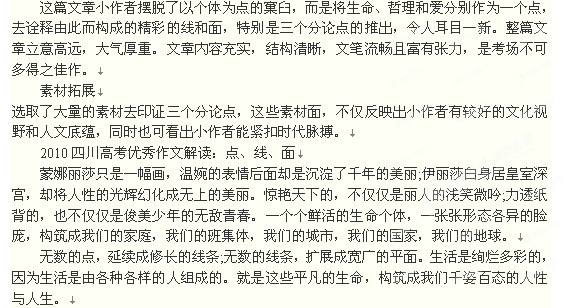 这篇文章小作者摆脱了以个体为点的窠臼，而是将生命、哲理和爱分别作为一个点，
去诠释由此而构成的精彩的线和面，特别是三个分论点的推出，令人耳目一新。整篇文
章立意高远，大气厚重。文章内容充实，结构清晰，文笔流畅且富有张力，是考场不可
多得之佳作。↓
素材拓展↓
选取了大量的素材去印证三个分论点，这些素材面，不仅反映出小作者有较好的文化视
野和人文底蕴，同时也可看出小作者能紧扣时代脉搏。↓
2010 四川高考优秀作文解读：点、线、面↓
蒙娜丽莎只是一幅画，温婉的表情后面却是沉淀了千年的美丽;伊丽莎白身居皇室深
宫，却将人性的光辉幻化成无上的美丽。惊艳天下的，不仅仅是丽人的浅笑微吟;力透纸
背的，也不仅仅是俊美少年的无敌青春。一个个鲜活的生命个体，一张张形态各异的脸
庞，构筑成我们的家庭，我们的班集体，我们的城市，我们的国家，我们的地球。↓
无数的点，延续成修长的线条;无数的线条，扩展成宽广的平面。生活是绚烂多彩的，
因为生活是由各种各样的人组成的。就是这些平凡的生命，构筑成我们千姿百态的人性
与人生。↓